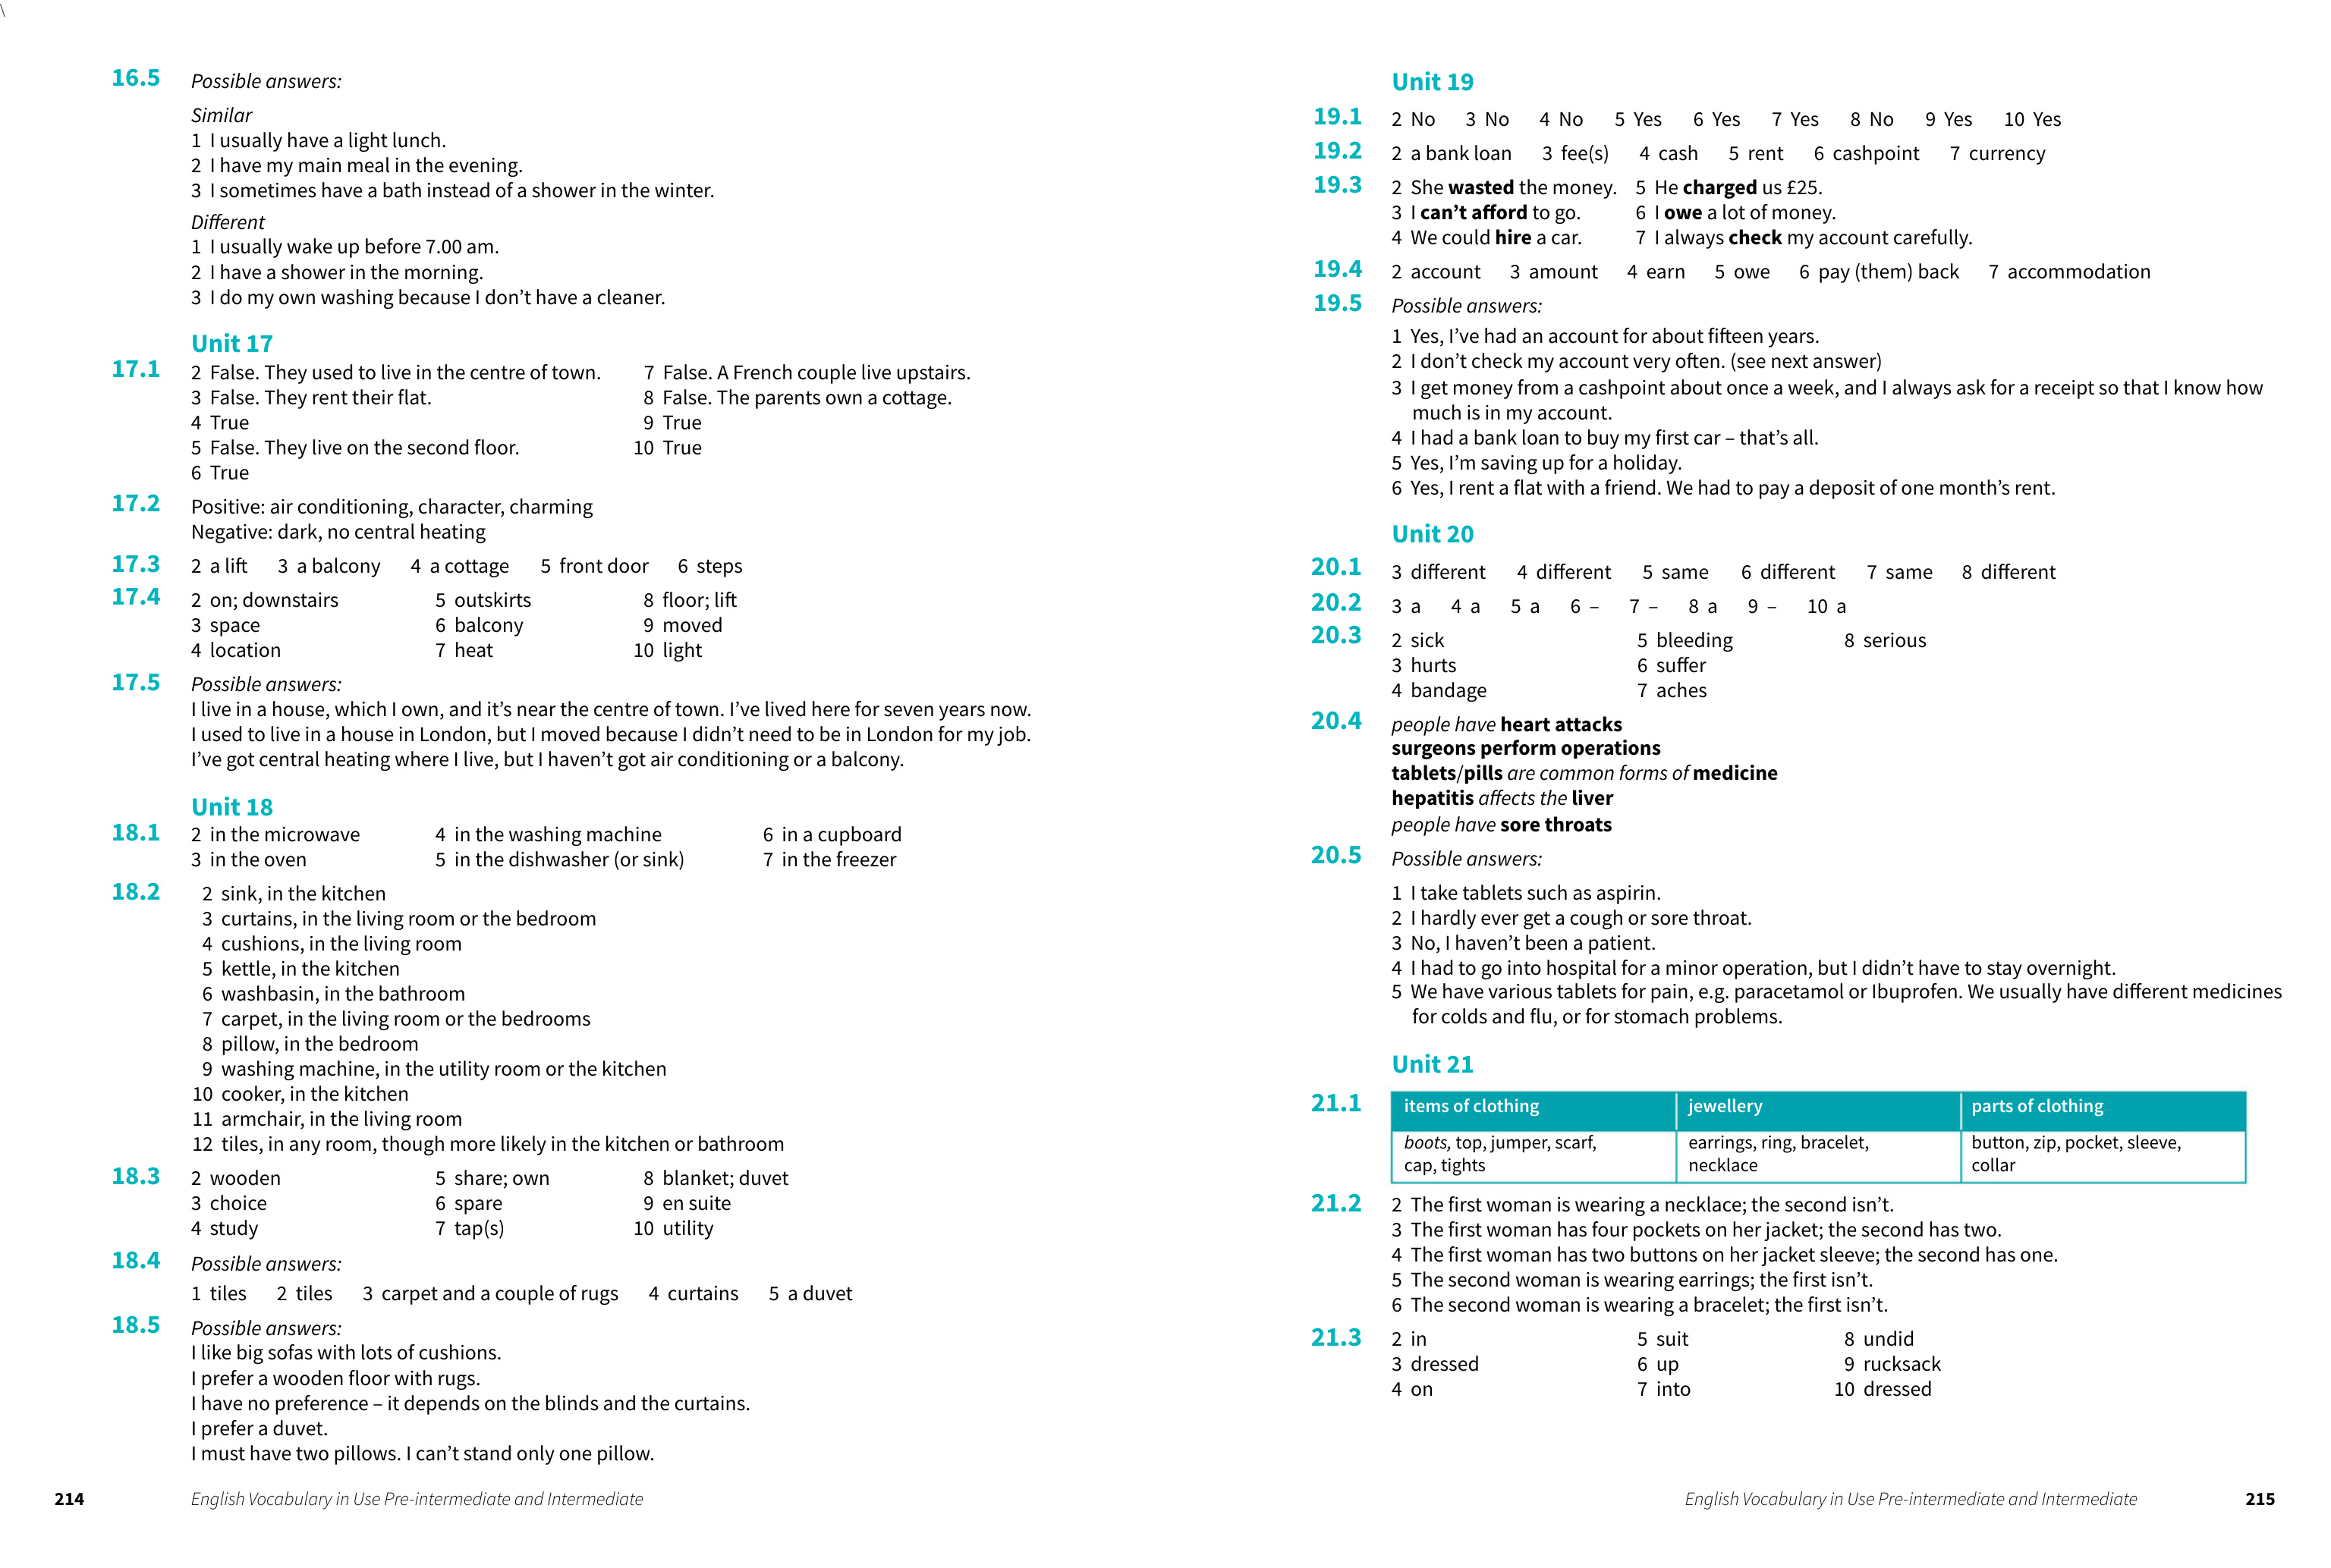 \
16.5 Possible answers:
Similar
1 I usually have a light lunch.
2 I have my main meal in the evening.
3 I sometimes have a bath instead of a shower in the winter.
Different
1 I usually wake up before 7.00 am.
2 I have a shower in the morning.
3 I do my own washing because I don’t have a cleaner.
Unit 17
17.1 2 False. They used to live in the centre of town. 7 False. A French couple live upstairs.
3 False. They rent their flat. 8 False. The parents own a cottage.
4 True 9 True
5 False. They live on the second floor. 10 True
6 True
17.2 Positive: air conditioning, character, charming
Negative: dark, no central heating
17.3 2 a lift 3 a balcony 4 a cottage 5 front door 6 steps
17.4 2 on; downstairs 5 outskirts 8 floor; lift
3 space 6 balcony 9 moved
4 location 7 heat 10 light
17.5 Possible answers:
I live in a house, which I own, and it’s near the centre of town. I’ve lived here for seven years now.
I used to live in a house in London, but I moved because I didn’t need to be in London for my job.
I’ve got central heating where I live, but I haven’t got air conditioning or a balcony.
Unit 18
18.1 2 in the microwave 4 in the washing machine 6 in a cupboard
3 in the oven 5 in the dishwasher (or sink) 7 in the freezer
18.2 2 sink, in the kitchen
3 curtains, in the living room or the bedroom
4 cushions, in the living room
5 kettle, in the kitchen
6 washbasin, in the bathroom
7 carpet, in the living room or the bedrooms
8 pillow, in the bedroom
9 washing machine, in the utility room or the kitchen
10 cooker, in the kitchen
11 armchair, in the living room
12 tiles, in any room, though more likely in the kitchen or bathroom
18.3 2 wooden 5 share; own 8 blanket; duvet
3 choice 6 spare 9 en suite
4 study 7 tap(s) 10 utility
18.4 Possible answers:
1 tiles 2 tiles 3 carpet and a couple of rugs 4 curtains 5 a duvet
18.5 Possible answers:
I like big sofas with lots of cushions.
I prefer a wooden floor with rugs.
I have no preference – it depends on the blinds and the curtains.
I prefer a duvet.
I must have two pillows. I can’t stand only one pillow.
214 English Vocabulary in Use Pre-intermediate and Intermediate
Unit 19
19.1 2 No 3 No 4 No 5 Yes 6 Yes 7 Yes 8 No 9 Yes 10 Yes
19.2 2 a bank loan 3 fee(s) 4 cash 5 rent 6 cashpoint 7 currency
19.3 2 She wasted the money. 5 He charged us £25.
3 I can’t afford to go. 6 I owe a lot of money.
4 We could hire a car. 7 I always check my account carefully.
19.4 2 account 3 amount 4 earn 5 owe 6 pay (them) back 7 accommodation
19.5 Possible answers:
1 Yes, I’ve had an account for about fifteen years.
2 I don’t check my account very often. (see next answer)
3 I get money from a cashpoint about once a week, and I always ask for a receipt so that I know how
much is in my account.
4 I had a bank loan to buy my first car – that’s all.
5 Yes, I’m saving up for a holiday.
6 Yes, I rent a flat with a friend. We had to pay a deposit of one month’s rent.
Unit 20
20.1 3 different 4 different 5 same 6 different 7 same 8 different
20.2 3 a 4 a 5 a 6 – 7 – 8 a 9 – 10 a
20.3 2 sick 5 bleeding 8 serious
3 hurts 6 suffer
4 bandage 7 aches
20.4 people have heart attacks
surgeons perform operations
tablets/pills are common forms of medicine
hepatitis affects the liver
people have sore throats
20.5 Possible answers:
1 I take tablets such as aspirin.
2 I hardly ever get a cough or sore throat.
3 No, I haven’t been a patient.
4 I had to go into hospital for a minor operation, but I didn’t have to stay overnight.
5 We have various tablets for pain, e.g. paracetamol or Ibuprofen. We usually have different medicines
for colds and flu, or for stomach problems.
Unit 21
21.1 items of clothing jewellery parts of clothing
boots, top, jumper, scarf, earrings, ring, bracelet, button, zip, pocket, sleeve,
cap, tights necklace collar
21.2 2 The first woman is wearing a necklace; the second isn’t.
3 The first woman has four pockets on her jacket; the second has two.
4 The first woman has two buttons on her jacket sleeve; the second has one.
5 The second woman is wearing earrings; the first isn’t.
6 The second woman is wearing a bracelet; the first isn’t.
21.3 2 in 5 suit 8 undid
3 dressed 6 up 9 rucksack
4 on 7 into 10 dressed
English Vocabulary in Use Pre-intermediate and Intermediate 215